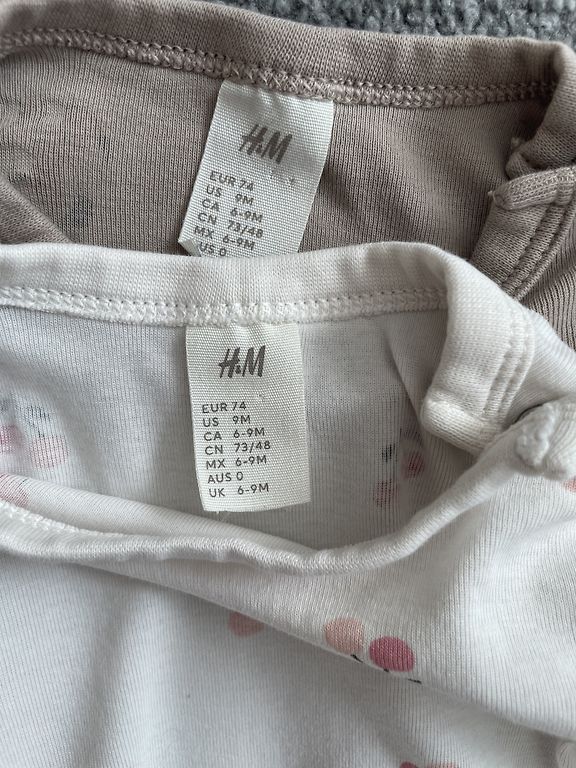 H&M
EUR 74
US 9M
CA 6-9M
CN 73/48
MX 6-9M
US 0
H&M
EUR 74
US 9M
CA 6-9M
CN 73/48
MX 6-9M
AUS 0
UK 6-9M